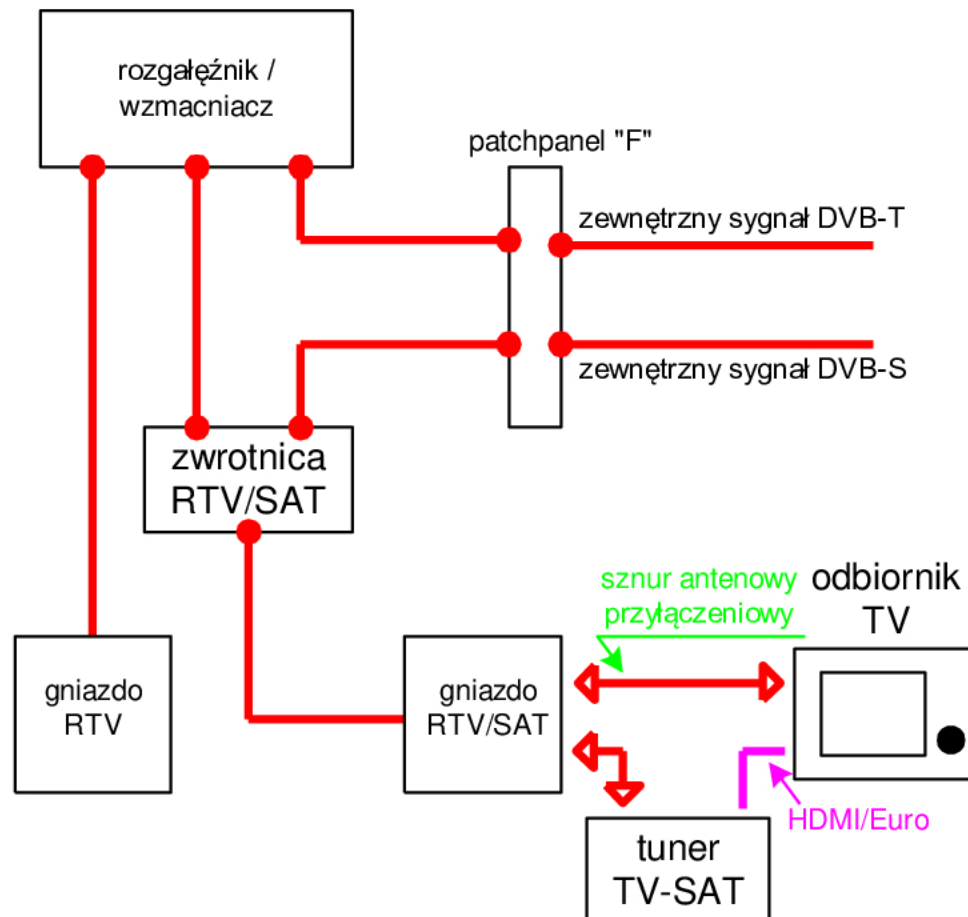 rozgałęźnik /
wzmacniacz
patchpanel "F"
zewnętrzny sygnał DVB-T
zewnętrzny sygnał DVB-S
zwrotnica
RTV/SAT
sznur antenowy
przyłączeniowy
odbiornik
TV
gniazdo
RTV
gniazdo
RTV/SAT
HDMI/Euro
tuner
TV-SAT